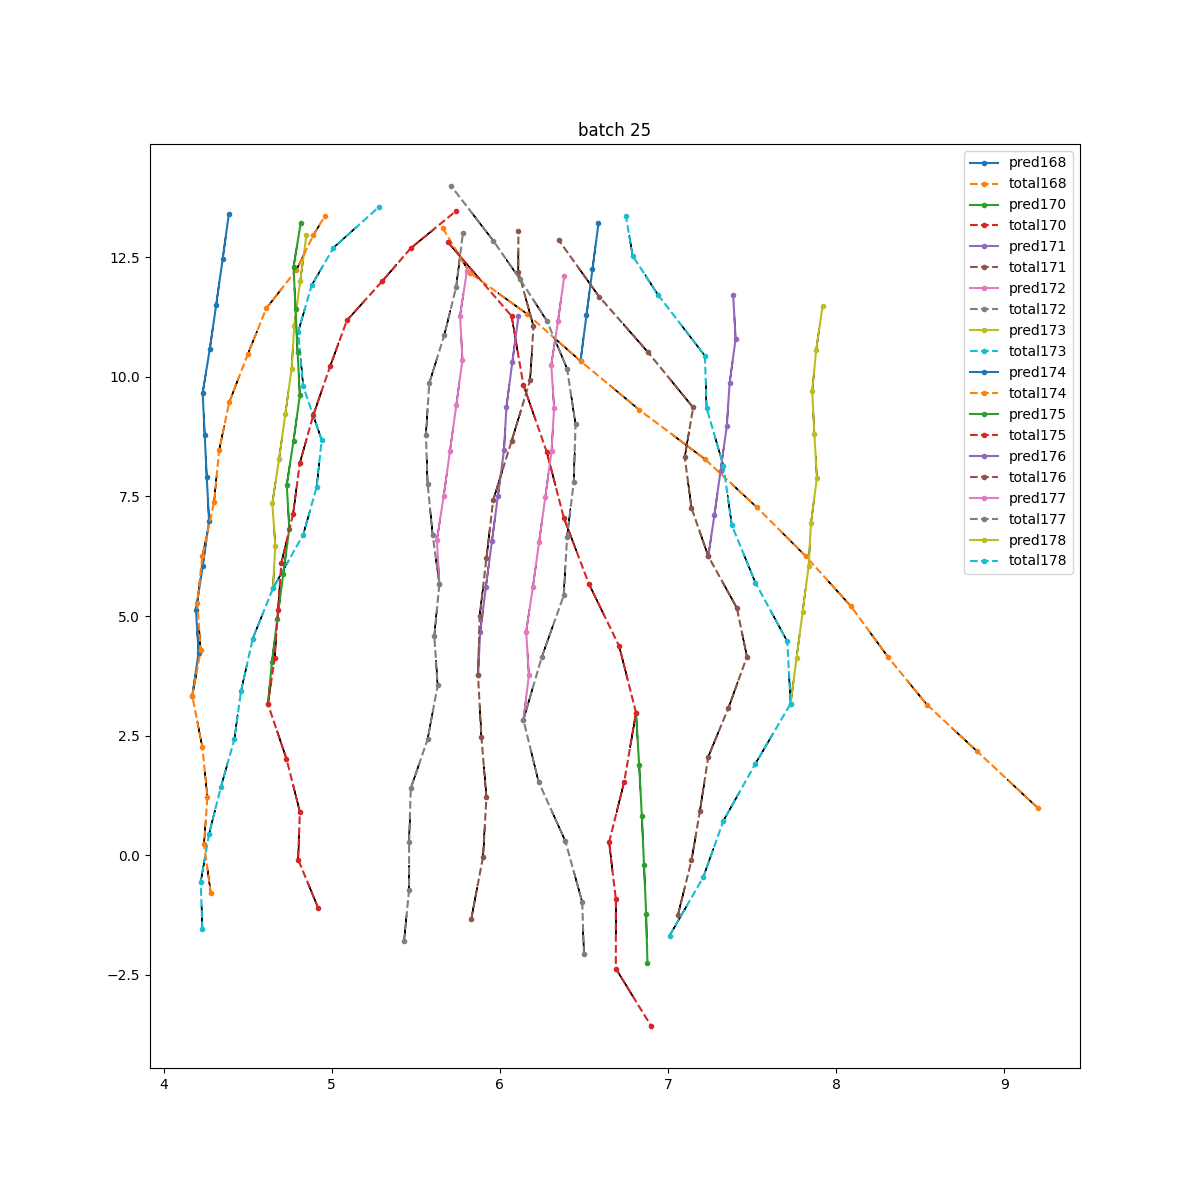 batch 25
pred168
total168
pred170
total170
pred171
total171
pred172
total172
pred173
total173
pred174
total174
pred175
total175
pred176
total176
pred177
total177
pred178
total178
12.5
10.0
7.5
5.0
2.5
0.0
−2.5
4 5 6 7 8 9